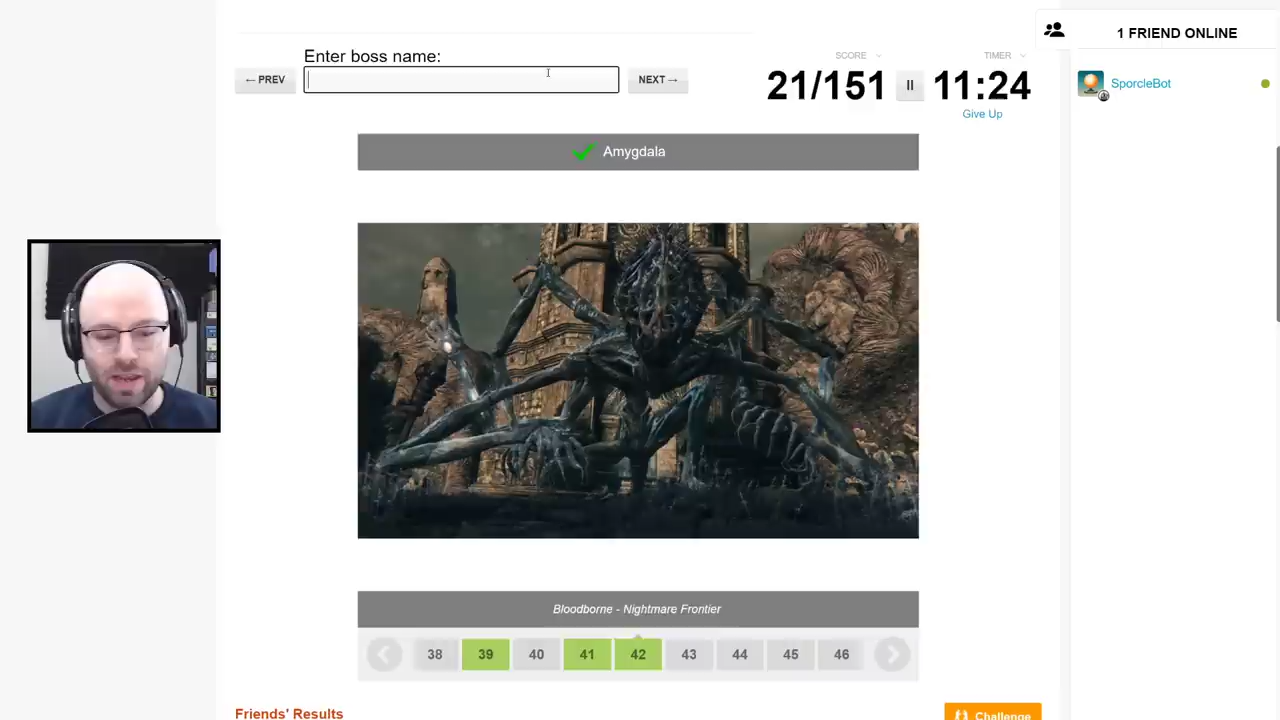 1 FRIEND ONLINE
SporcleBot
Enter boss name:
← PREV
NEXT →
SCORE
21/151
TIMER
11:24
Give Up
Amygdala
Bloodborne - Nightmare Frontier
38 39 40 41 42 43 44 45 46
Friends' Results
Challenge